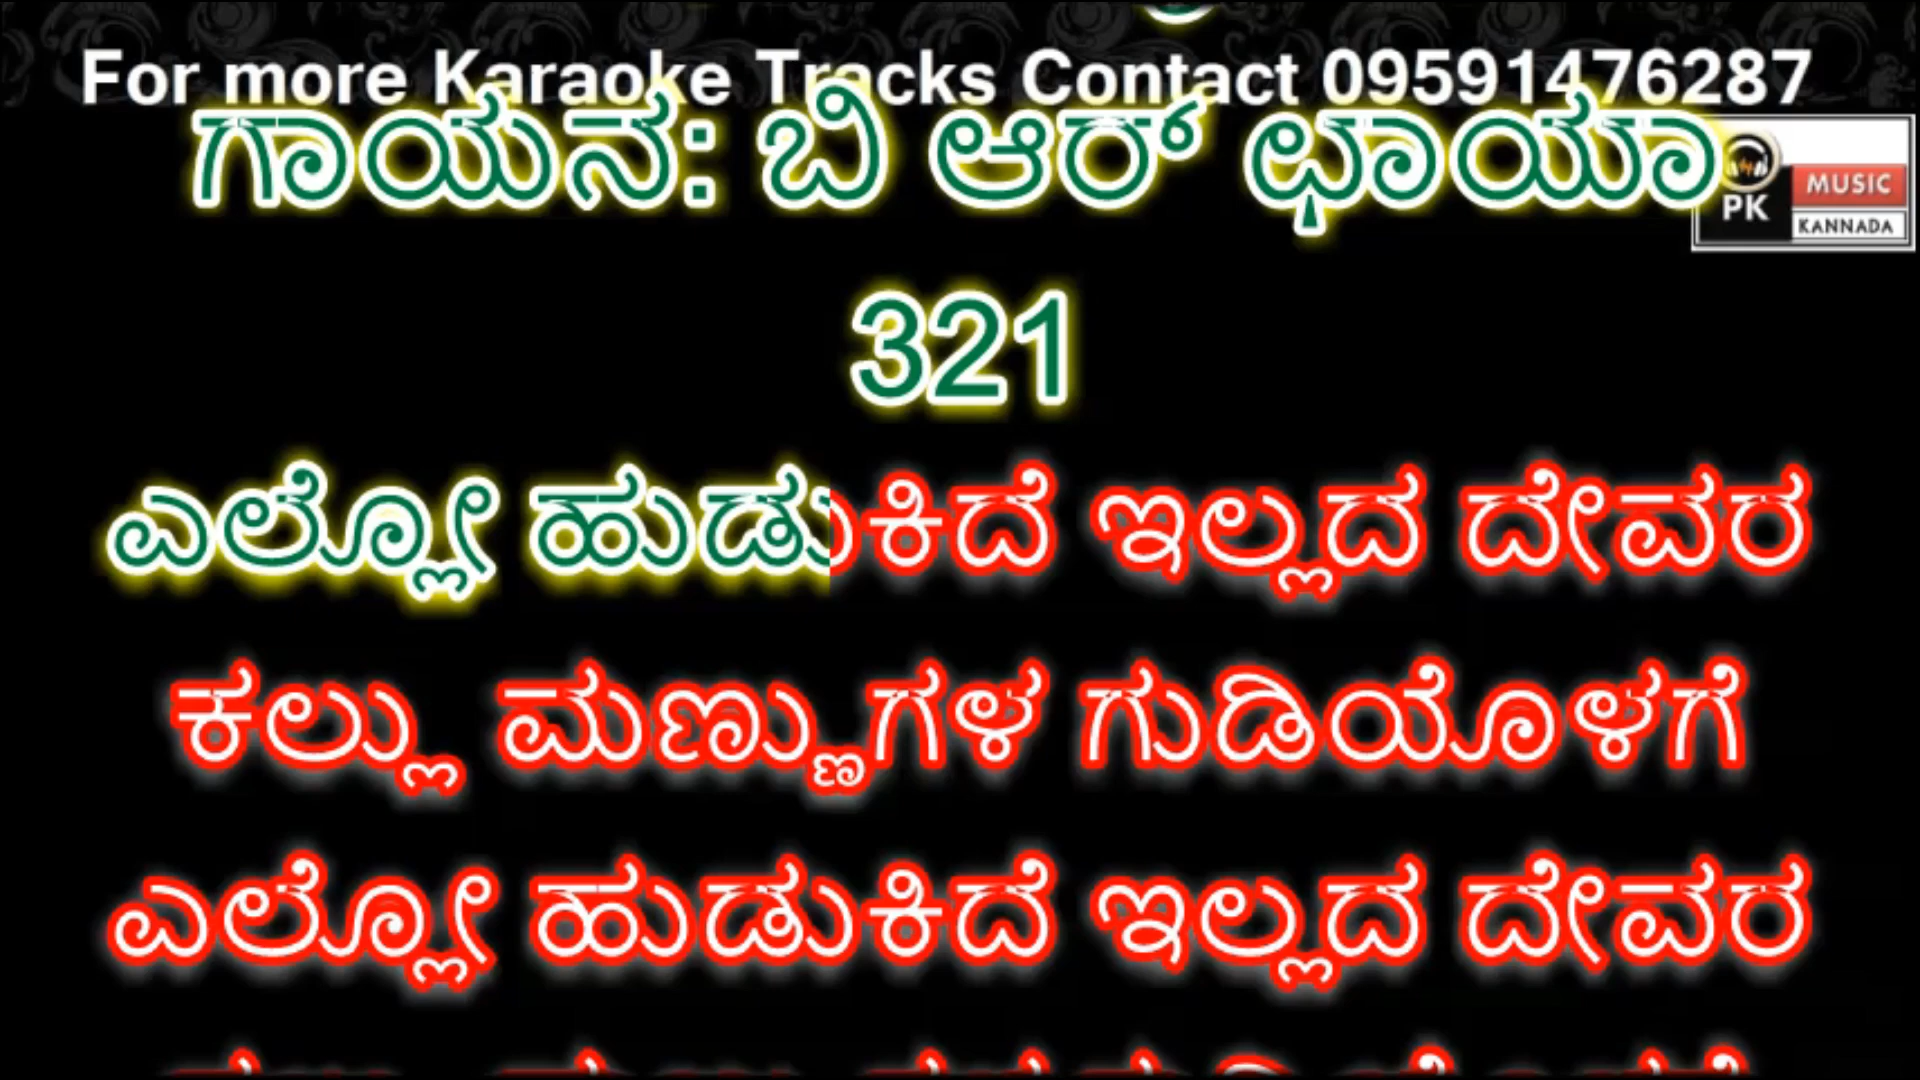 For more Karaoke Tracks Contact 09591476287
ಗಾಯನ: ಬಿ ಆರ್ ಛಾಯಾ
PK MUSIC
KANNADA
321
ಎಲ್ಲೋ ಹುಡುಕಿದೆ ಇಲ್ಲದ ದೇವರ
ಕಲ್ಲು ಮಣ್ಣುಗಳ ಗುಡಿಯೊಳಗೆ
ಎಲ್ಲೋ ಹುಡುಕಿದೆ ಇಲ್ಲದ ದೇವರ